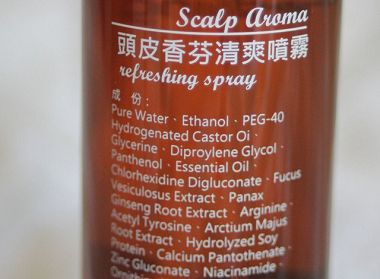 Scalp Aroma
頭皮香芬清爽噴霧
refreshing spray
成 份 :
Pure Water、Ethanol、PEG-40
Hydrogenated Castor Oi、
Glycerine、Diproylene Glycol、
Panthenol、Essential Oil、
Chlorhexidine Digluconate、Fucus
Vesiculosus Extract、Panax
Ginseng Root Extract、Arginine、
Acetyl Tyrosine、Arctium Majus
Root Extract、Hydrolyzed Soy
Protein、Calcium Pantothenate、
Zinc Gluconate、Niacinamide、
Ornithine